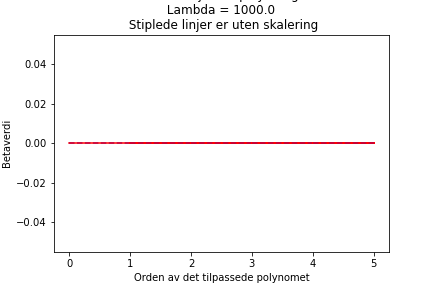 Lambda = 1000.0
Stiplede linjer er uten skalering
0.04
0.02
0.00
−0.02
−0.04
Betaverdi
0 1 2 3 4 5
Orden av det tilpassede polynomet